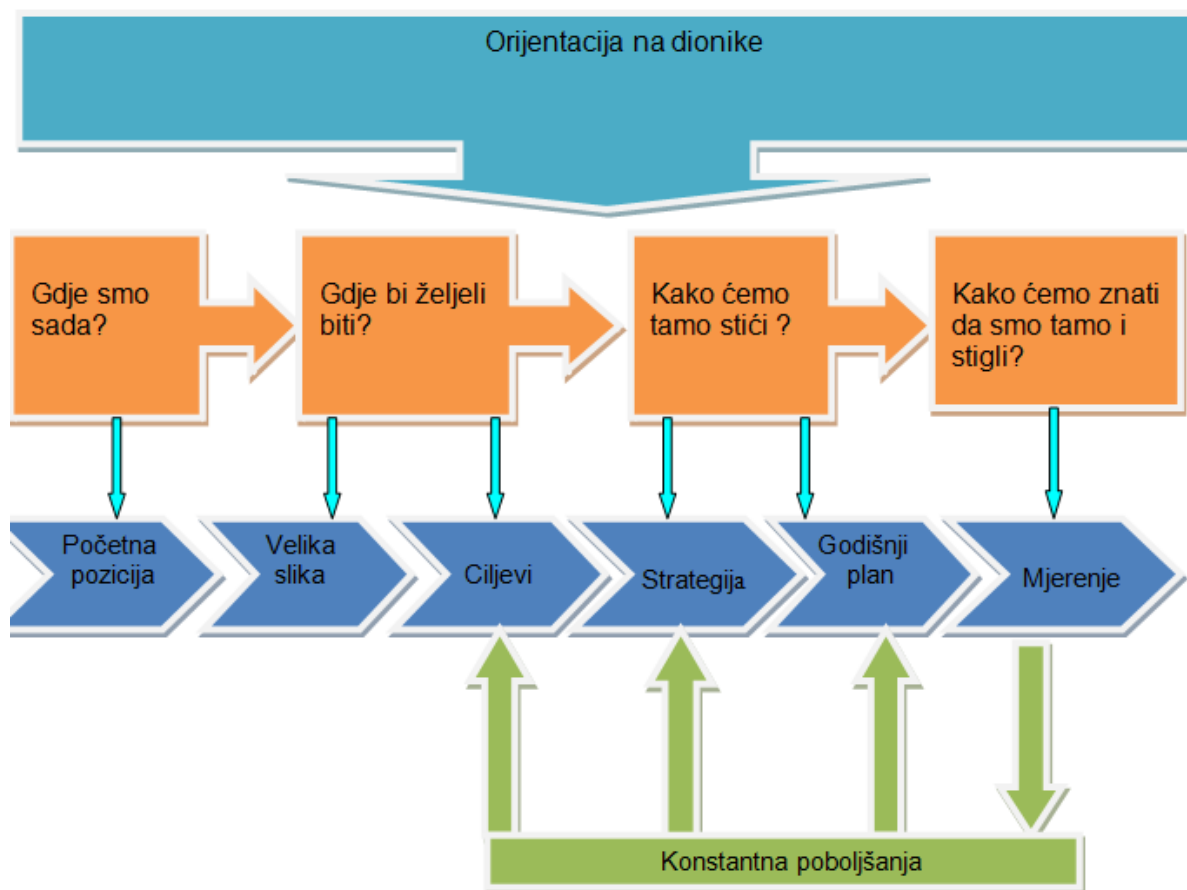 Orijentacija na dionike
Gdje smo
sada?
Gdje bi željeli
biti?
Kako ćemo
tamo stići ?
Kako ćemo znati
da smo tamo i
stigli?
Početna
pozicija
Velika
slika
Ciljevi
Strategija
Godišnji
plan
Mjerenje
Konstantna poboljšanja